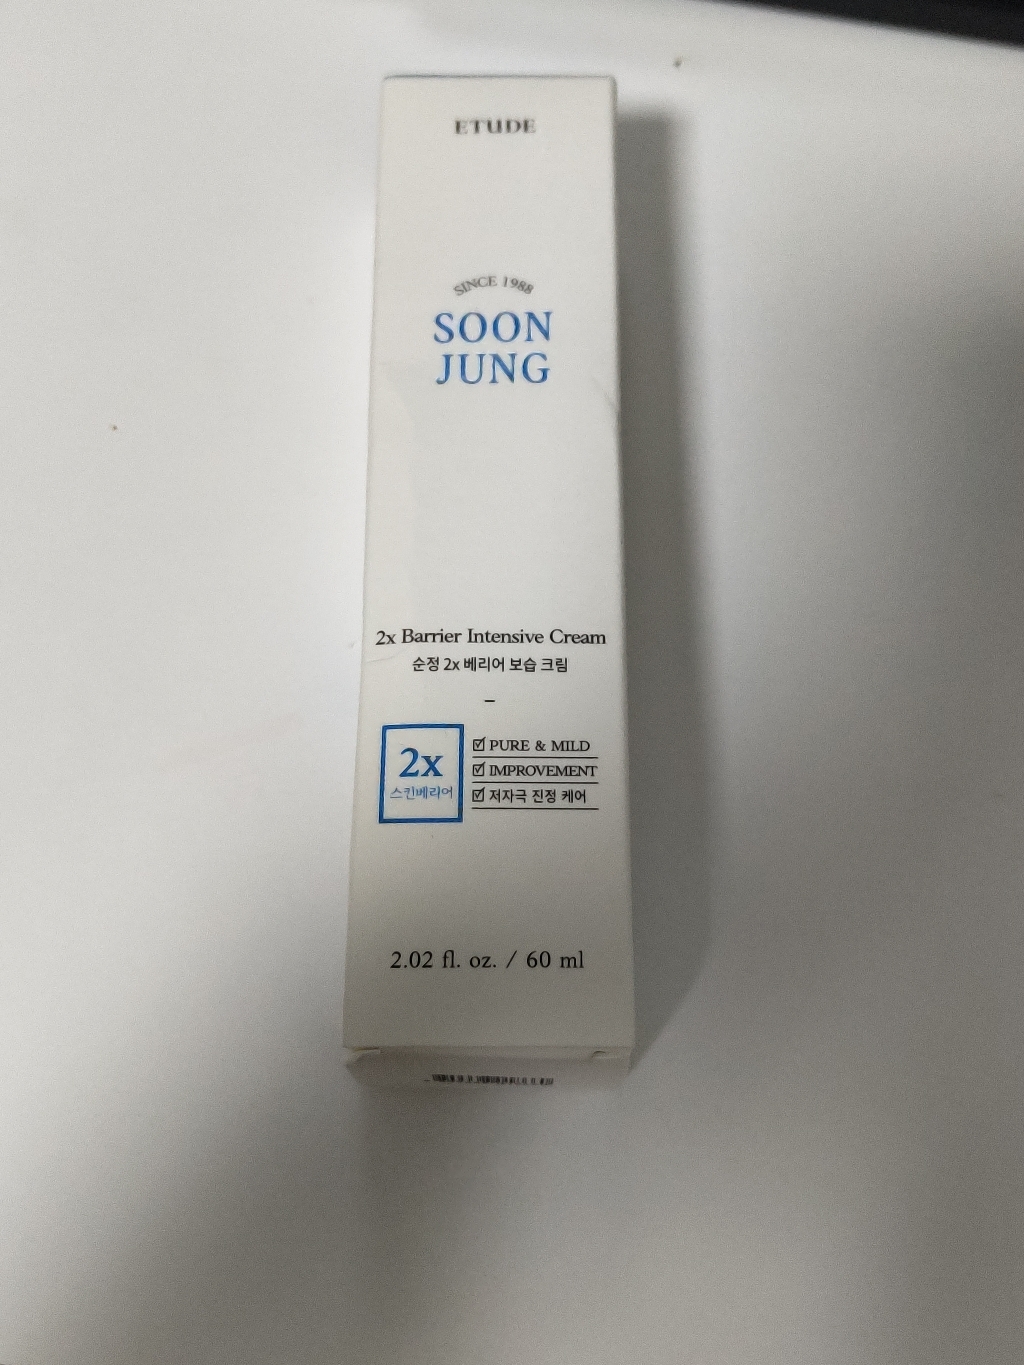 ETUDE
SINCE 1988
SOON
JUNG
2x Barrier Intensive Cream
순정 2x 베리어 보습 크림
2x
스킨베리어
PURE & MILD
IMPROVEMENT
저자극 진정 케어
2.02 fl. oz. / 60 ml